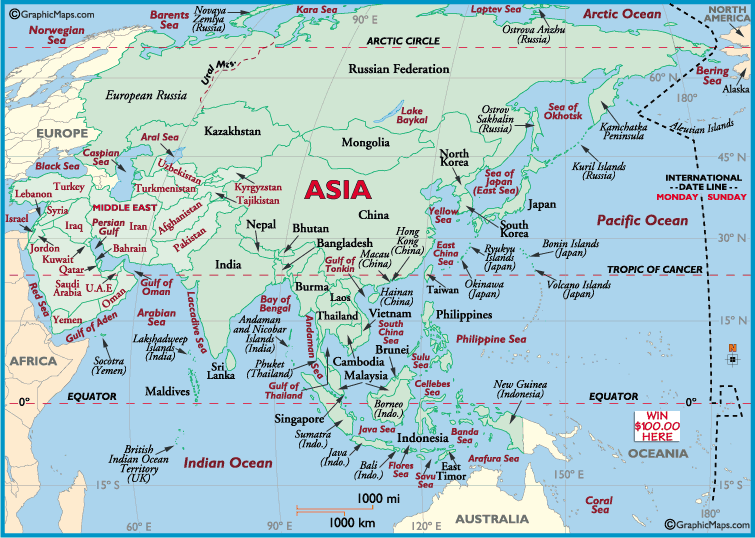 ©GraphicMaps.com
Norwegian
Sea
Barents
Sea
Novaya
Zemlya
(Russia)
Kara Sea
90°E
Laptev Sea
Ostrova Anzhu
(Russia)
Arctic Ocean
NORTH
AMERICA
ARCTIC CIRCLE
Ural Mts.
Russian Federation
60°N
Bering
Sea
Alaska
180°
European Russia
Lake
Baykal
Ostrov
Sakhalin
(Russia)
Sea of
Okhotsk
Kamchatka
Peninsula
Aleutian Islands
EUROPE
Aral Sea
Kazakhstan
Mongolia
North
Korea
Kuril Islands
(Russia)
45°N
Black Sea
Caspian
Sea
Uzbekistan
Kyrgyzstan
Tajikistan
ASIA
Sea of
Japan
(East Sea)
INTERNATIONAL
DATE LINE
MONDAY
SUNDAY
Turkey
Turkmenistan
Lebanon
Syria
MIDDLE EAST
Afghanistan
China
Yellow
Sea
Japan
South
Korea
Pacific Ocean
Israel
Iraq
Persian
Gulf
Iran
Pakistan
Nepal
Bhutan
Hong
Kong
(China)
Macau
(China)
East
China
Sea
Ryukyu
Islands
(Japan)
Bonin Islands
(Japan)
30°N
Jordon
Kuwait
Bahrain
Bangladesh
Qatar
India
Gulf of
Tonkin
TROPIC OF CANCER
Saudi
Arabia
U.A.E
Gulf of
Oman
Burma
Hainan
(China)
Taiwan
Okinawa
(Japan)
Volcano Islands
(Japan)
Red Sea
Oman
Laccadive Sea
Bay of
Bengal
Laos
Yemen
Arabian
Sea
Andaman
and Nicobar
Islands
(India)
Andaman Sea
Thailand
Vietnam
Philippines
15°N
Gulf of Aden
Lakshadweep
Islands
(India)
South
China
Sea
Philippine Sea
AFRICA
Socotra
(Yemen)
Sri
Lanka
Phuket
(Thailand)
Cambodia
Brunei
Sulu
Sea
Maldives
Gulf of
Thailand
Malaysia
Cellebes
Sea
New Guinea
(Indonesia)
N
0°
EQUATOR
Borneo
(Indo.)
EQUATOR
0°
Singapore
WIN
$100.00
HERE
Sumatra
(Indo.)
Java Sea
Indonesia
Banda
Sea
OCEANIA
British
Indian Ocean
Territory
(UK)
Indian Ocean
Java
(Indo.)
Bali
(Indo.)
Flores
Sea
Savu
Sea
East
Timor
Arafura Sea
15°S
150°E
15°S
1000 mi
1000 km
Coral
Sea
60°E
90°E
120°E
AUSTRALIA
©GraphicMaps.com